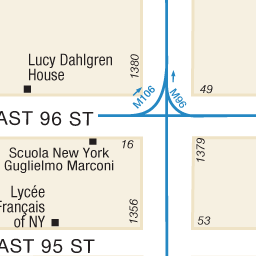 Lucy Dahlgren
House
1380
M106
M96
49
AST 96 ST
16
Scuola New York
Guglielmo Marconi
1379
Lycée
Français
of NY
1356
53
AST 95 ST